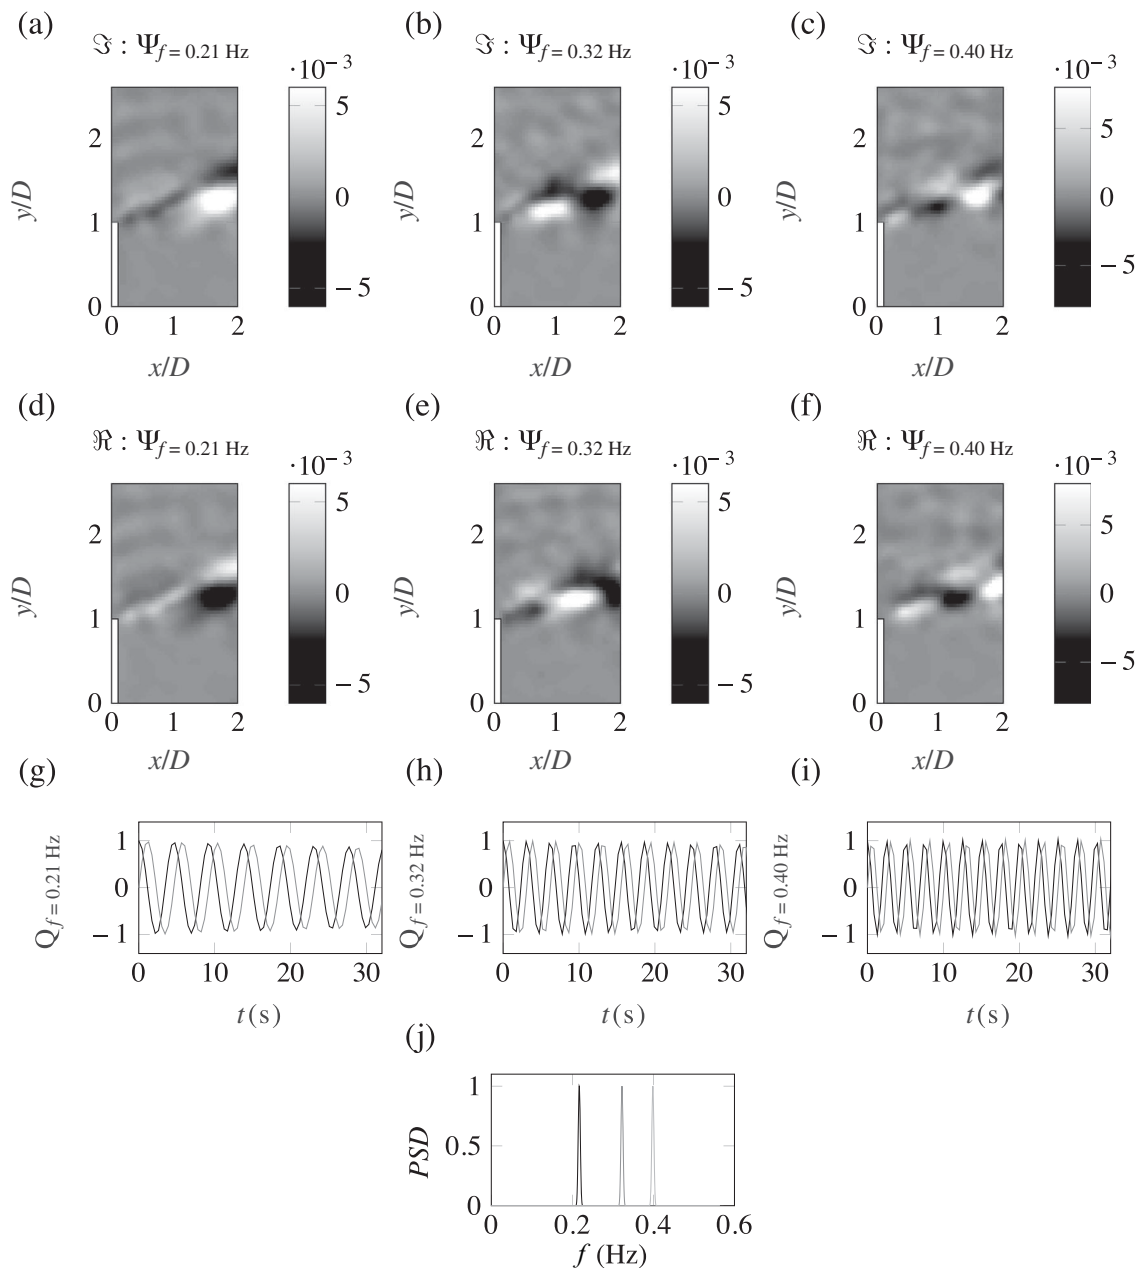 (a) (b) (c)
ℑ : Ψf = 0.21 Hz ℑ : Ψf = 0.32 Hz ℑ : Ψf = 0.40 Hz
·10−3 ·10−3 ·10−3
5 5 5
2 2 2
y/D 0 y/D 0 y/D 0
1 1 1
−5 −5 −5
0 0 0
0 1 2 0 1 2 0 1 2
x/D x/D x/D
(d) (e) (f)
ℜ : Ψf = 0.21 Hz ℜ : Ψf = 0.32 Hz ℜ : Ψf = 0.40 Hz
·10−3 ·10−3 ·10−3
5 5 5
2 2 2
y/D 0 y/D 0 y/D 0
1 1 1
−5 −5 −5
0 0 0
0 1 2 0 1 2 0 1 2
x/D x/D x/D
(g) (h) (i)
1 1 1
Qf = 0.21 Hz 0 Qf = 0.32 Hz 0 Qf = 0.40 Hz 0
−1 −1 −1
0 10 20 30 0 10 20 30 0 10 20 30
t (s) t (s) t (s)
(j)
1
PSD 0.5
0
0 0.2 0.4 0.6
f (Hz)